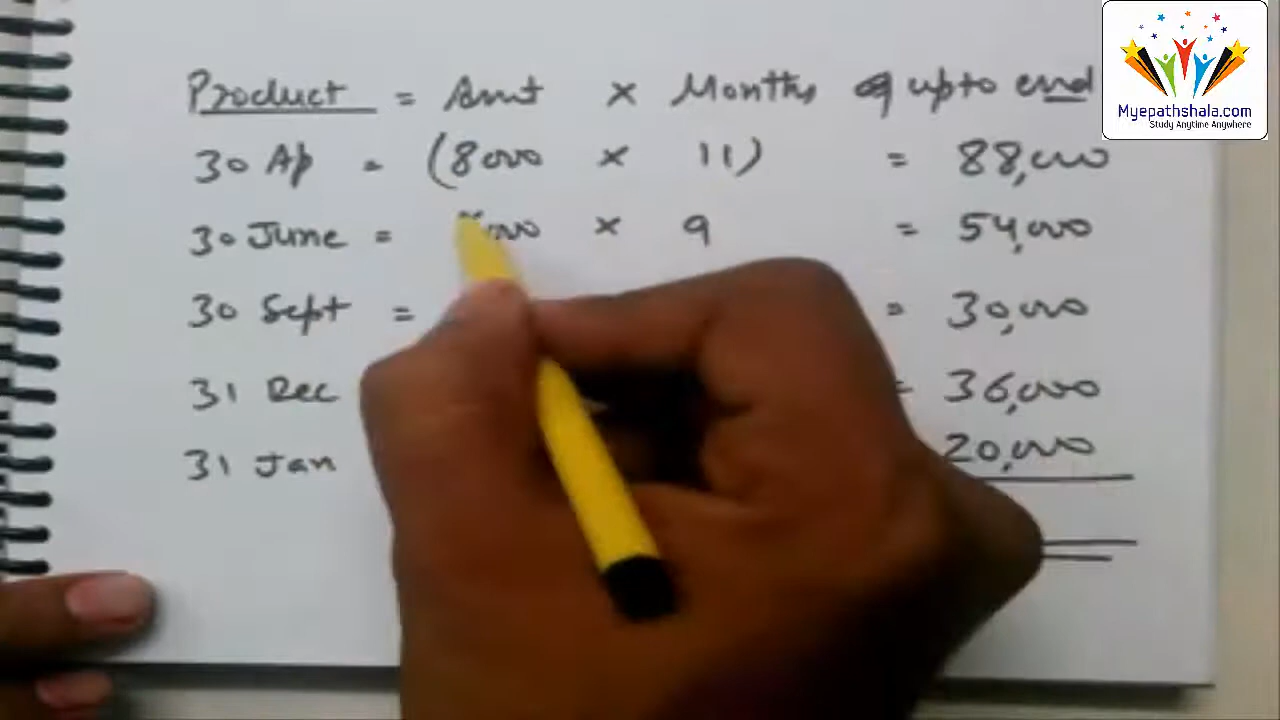 Product = Amt × Months upto end
30 Ap = (8000 × 11) = 88,000
30 June = 000 × 9 = 54,000
30 Sept = = 30,000
31 Dec = 36,000
31 Jan 20,000
Myepathshala.com
Study Anytime Anywhere